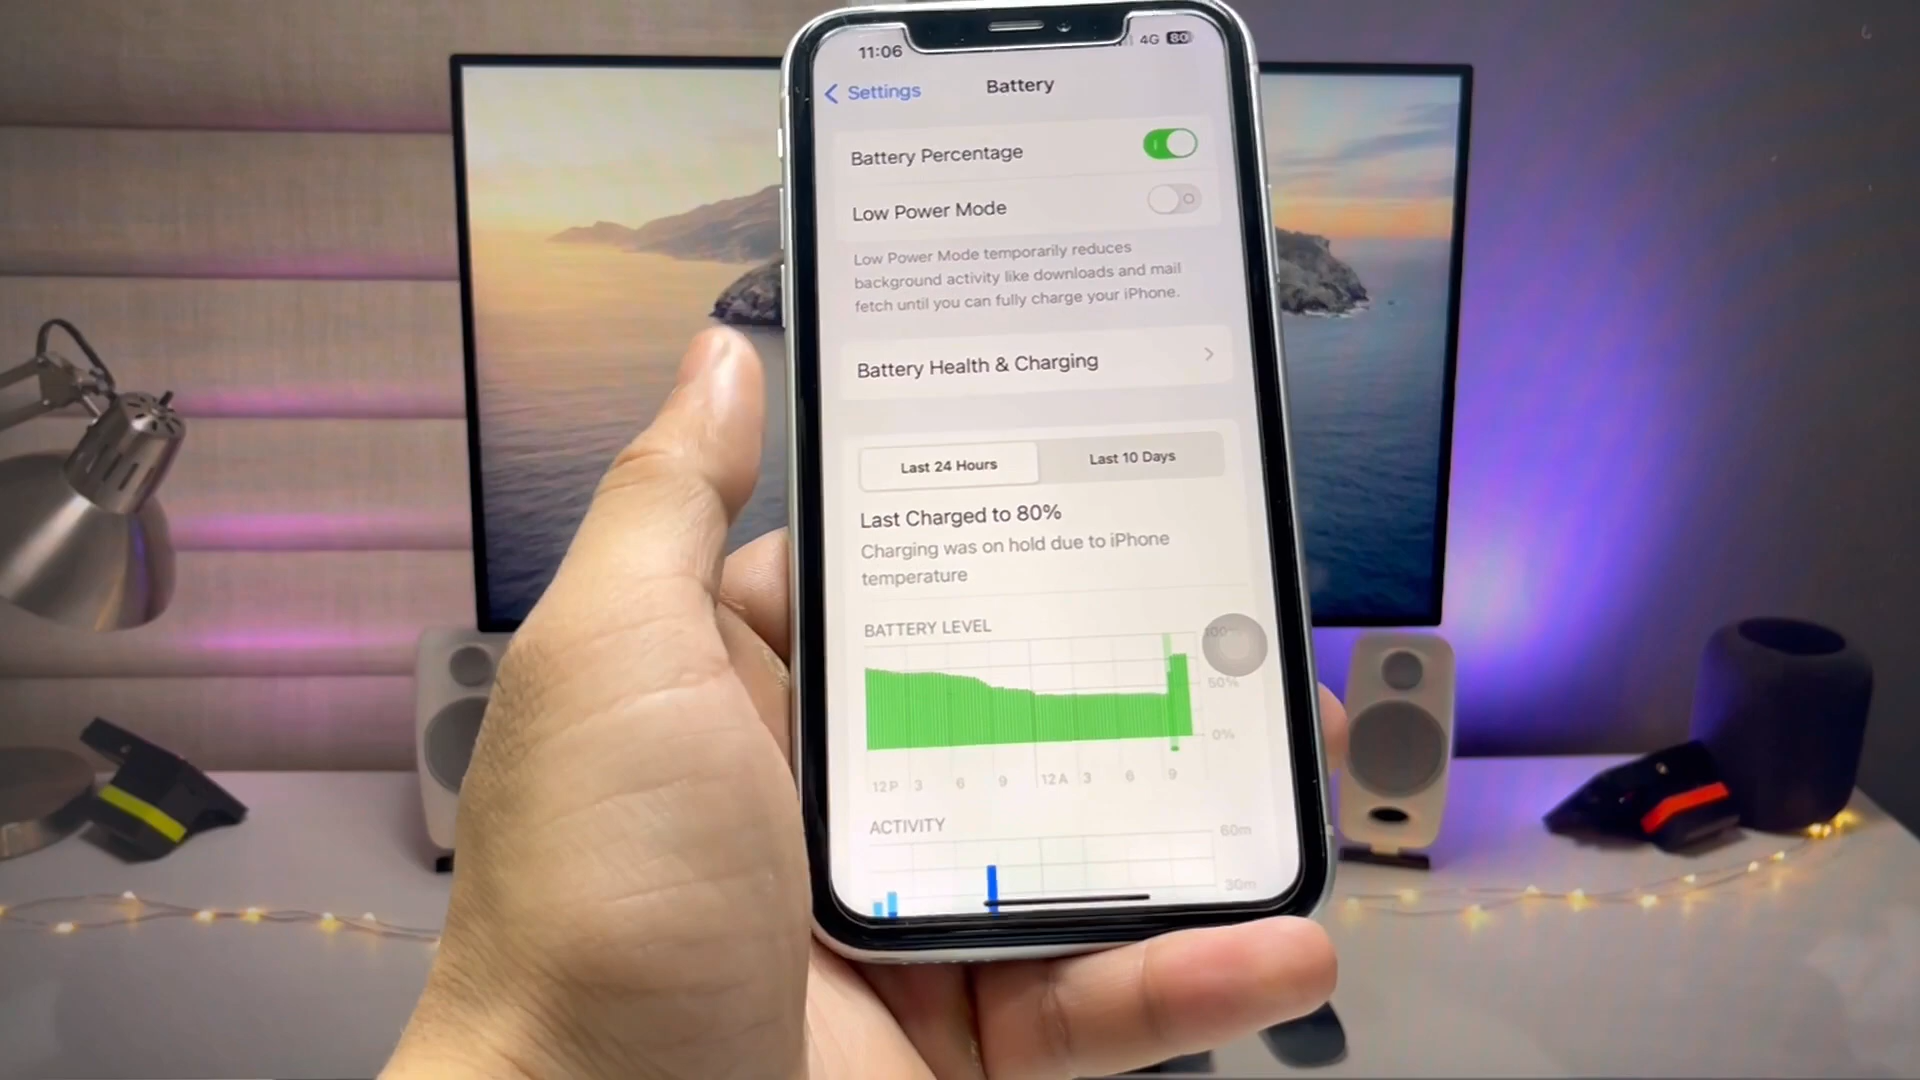 11:06
4G 80
Settings
Battery
Battery Percentage
Low Power Mode
Low Power Mode temporarily reduces
background activity like downloads and mail
fetch until you can fully charge your iPhone.
Battery Health & Charging
Last 24 Hours
Last 10 Days
Last Charged to 80%
Charging was on hold due to iPhone
temperature
BATTERY LEVEL
100%
50%
0%
12P 3 6 9 12A 3 6 9
ACTIVITY
60m
30m